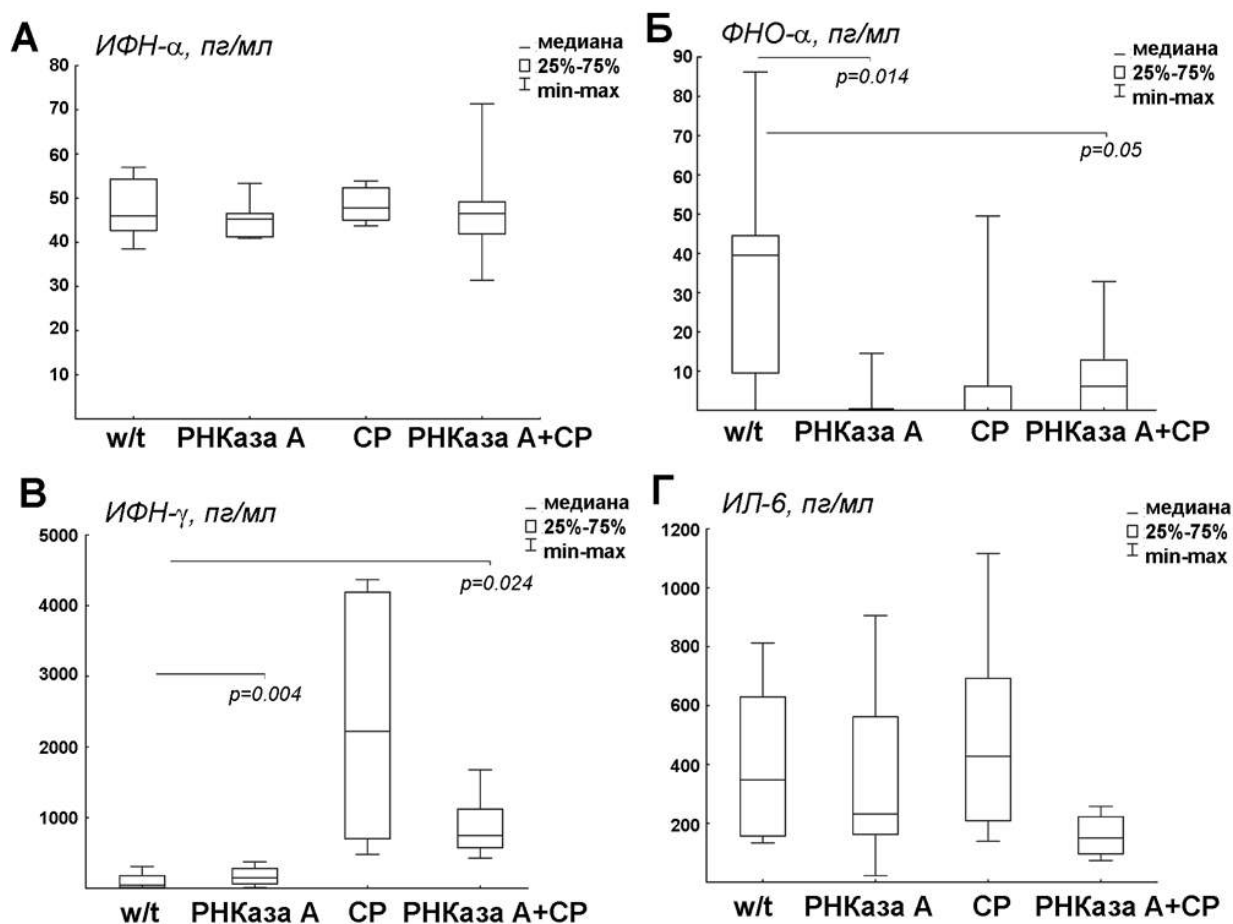 А
ИФН-α, пг/мл
медиана
25%-75%
min-max
80
70
60
50
40
30
20
10
w/t РНКаза А СР РНКаза А+СР
Б
ФНО-α, пг/мл
медиана
25%-75%
min-max
90
80
70
60
50
40
30
20
10
p=0.014
p=0.05
w/t РНКаза А СР РНКаза А+СР
В
ИФН-γ, пг/мл
медиана
25%-75%
min-max
5000
4000
3000
2000
1000
p=0.024
p=0.004
w/t РНКаза А СР РНКаза А+СР
Г
ИЛ-6, пг/мл
медиана
25%-75%
min-max
1200
1000
800
600
400
200
w/t РНКаза А СР РНКаза А+СР